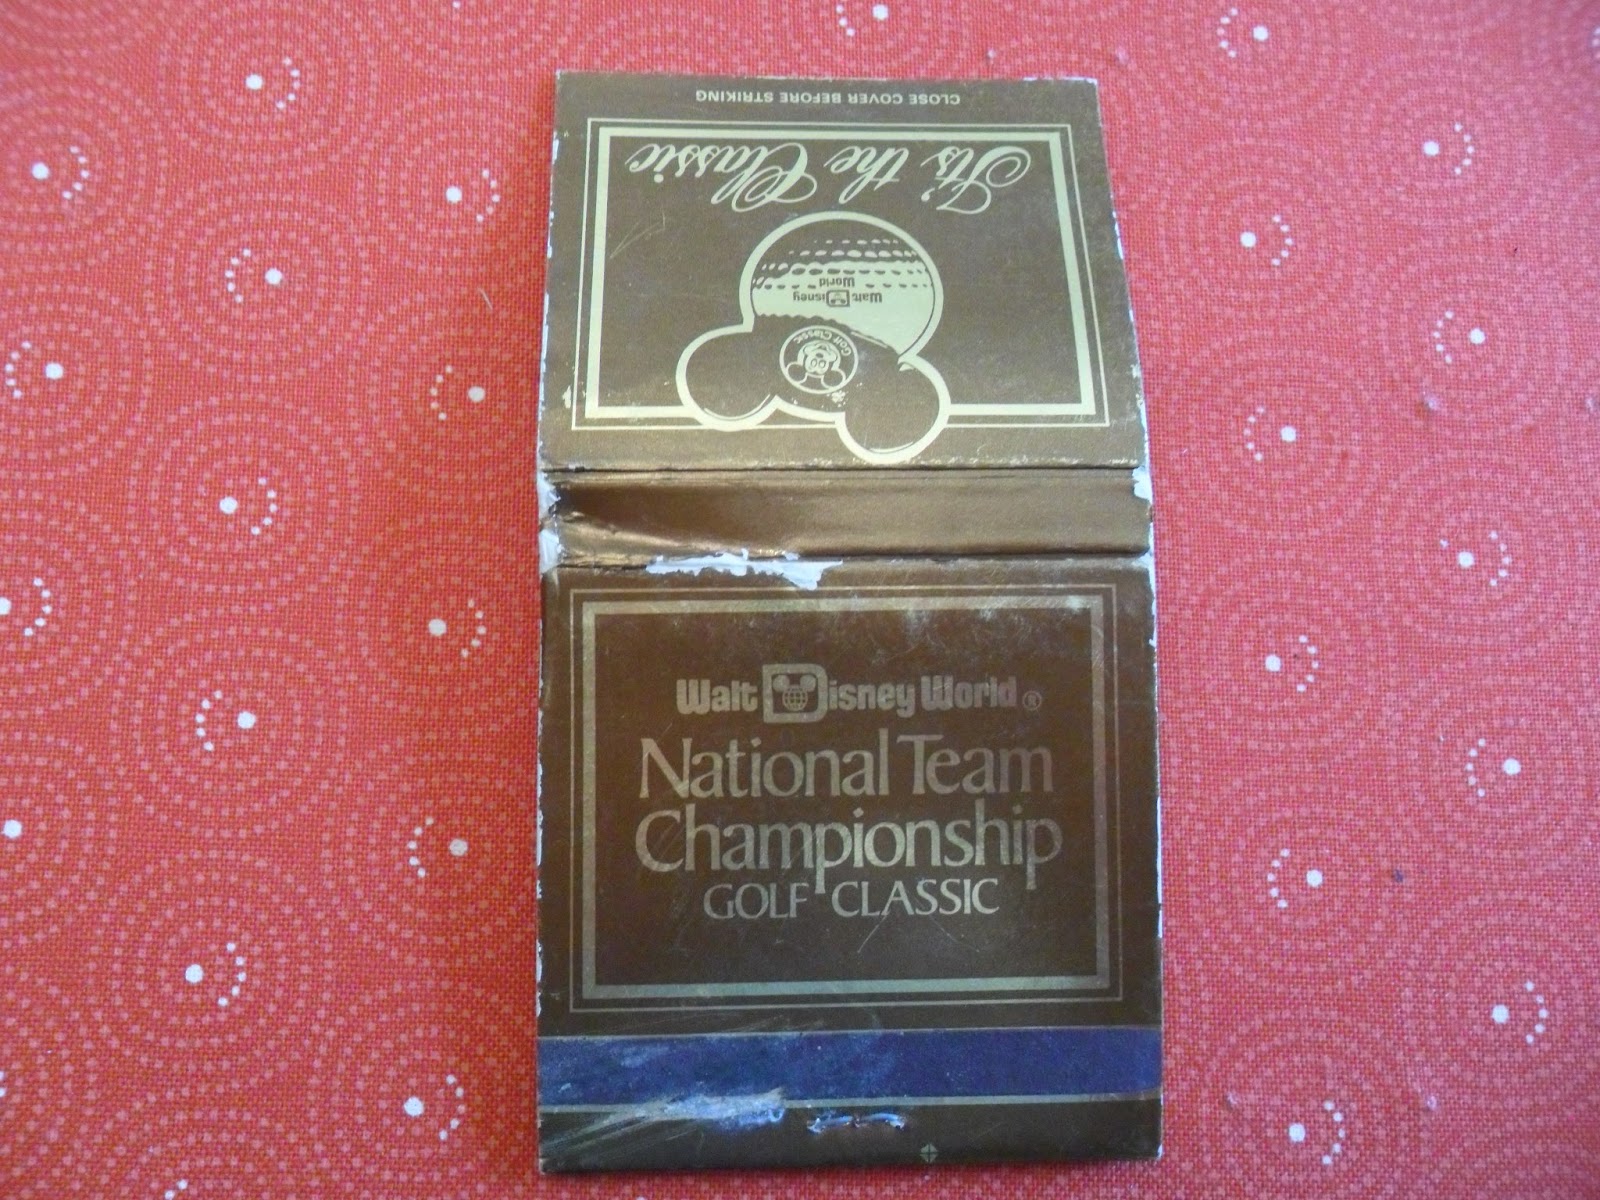 CLOSE COVER BEFORE STRIKING
It's the Classic
Walt Disney
World
Golf Classic
Walt Disney World ®
National Team
Championship
GOLF CLASSIC